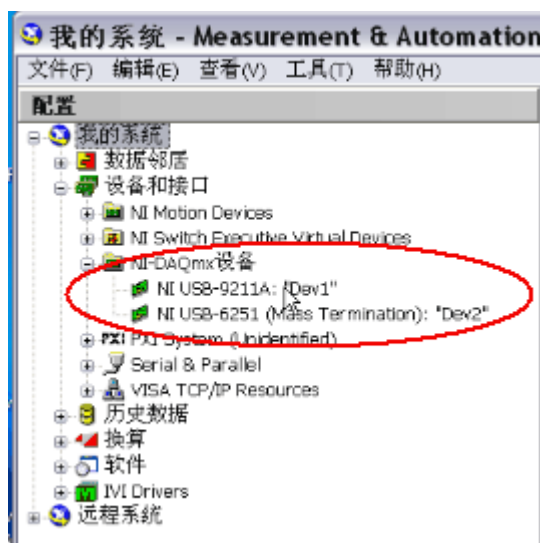 我的系统 - Measurement & Automation
文件(F) 编辑(E) 查看(V) 工具(T) 帮助(H)
配置
我的系统
数据邻居
设备和接口
NI Motion Devices
NI Switch Executive Virtual Devices
NI-DAQmx设备
NI USB-9211A: "Dev1"
NI USB-6251 (Mass Termination): "Dev2"
PXI PXI System (Unidentified)
Serial & Parallel
VISA TCP/IP Resources
历史数据
换算
软件
IVI Drivers
远程系统